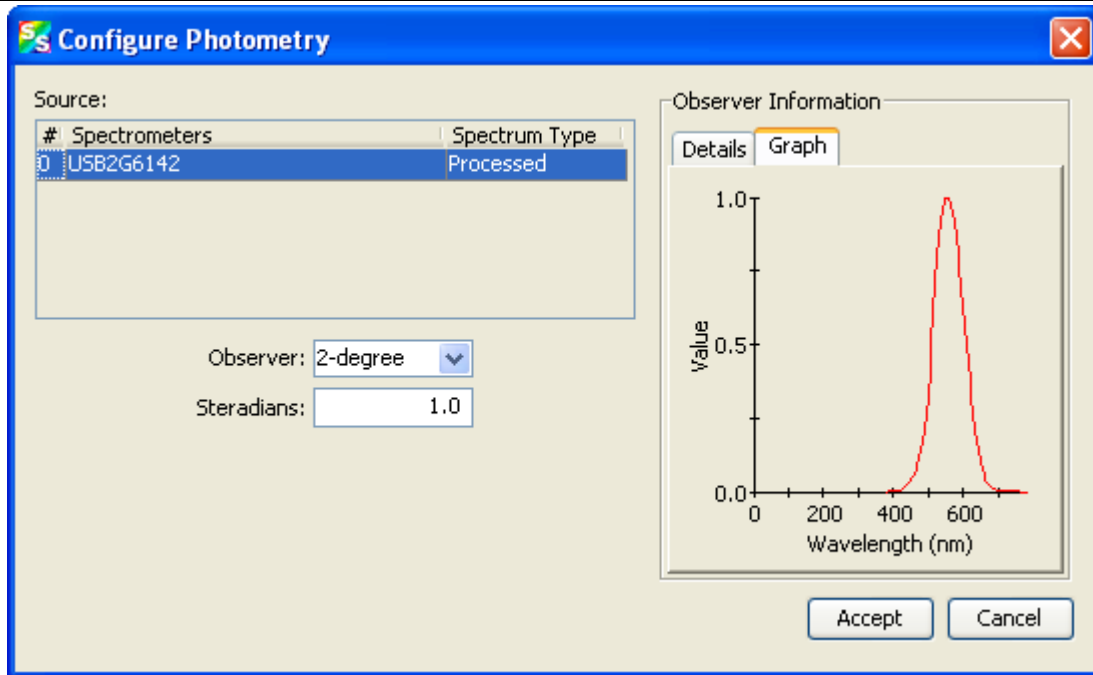 SS Configure Photometry
Source:
# Spectrometers Spectrum Type
0 USB2G6142 Processed
Observer: 2-degree
Steradians: 1.0
Observer Information
Details Graph
1.0
0.5
0.0
Value
0 200 400 600
Wavelength (nm)
Accept Cancel